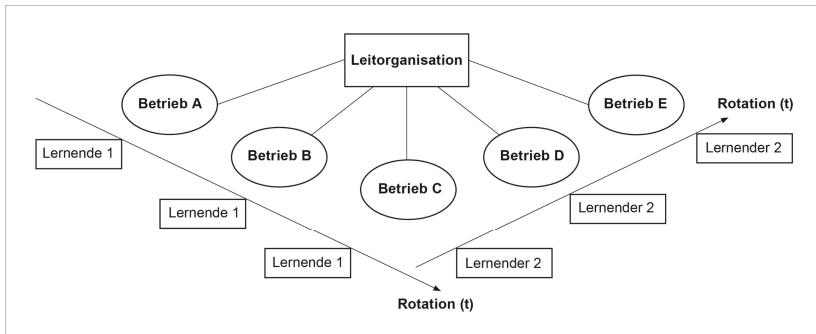 Leitorganisation
Betrieb A
Betrieb E
Rotation (t)
Lernende 1
Betrieb B
Betrieb D
Lernender 2
Betrieb C
Lernende 1
Lernender 2
Lernende 1
Lernender 2
Rotation (t)